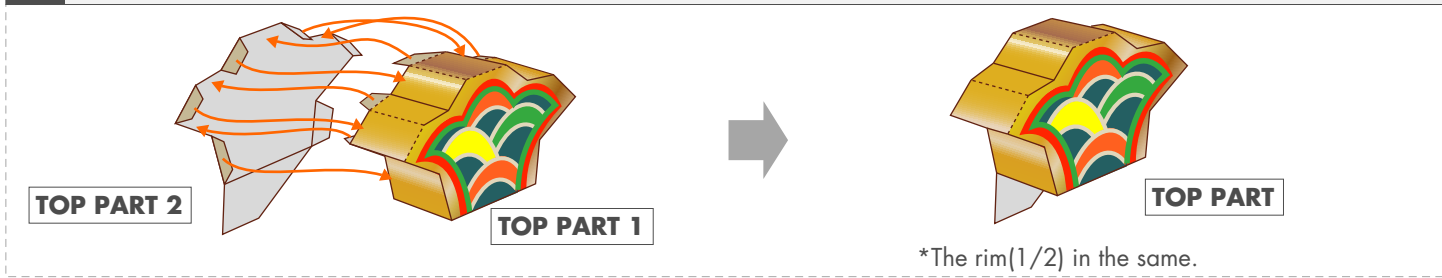 TOP PART 2
TOP PART 1
TOP PART
*The rim(1/2) in the same.